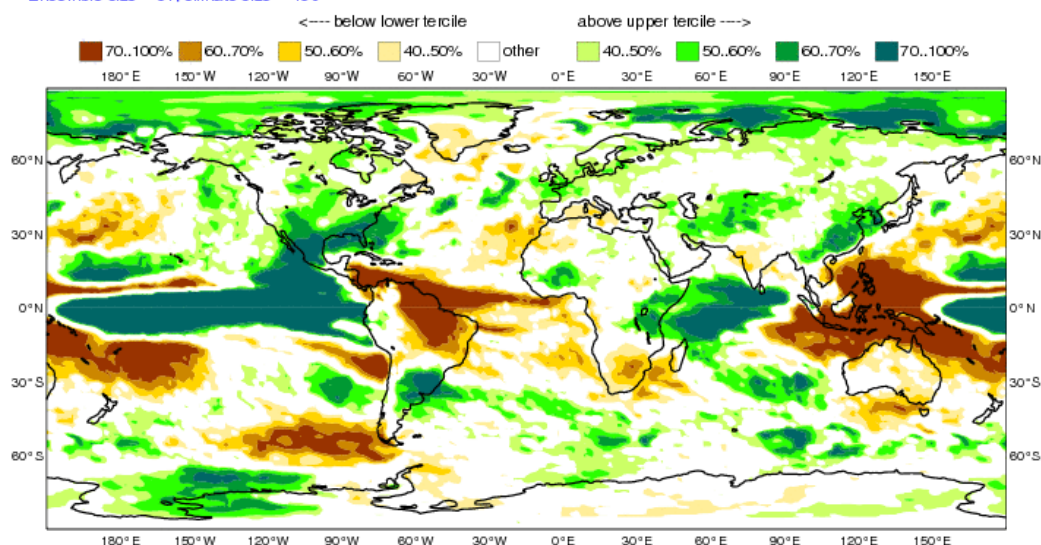 <---- below lower tercile above upper tercile ---->
70..100% 60..70% 50..60% 40..50% other 40..50% 50..60% 60..70% 70..100%
180°E 150°W 120°W 90°W 60°W 30°W 0°E 30°E 60°E 90°E 120°E 150°E
60°N 60°N
30°N 30°N
0°N 0°N
30°S 30°S
60°S 60°S
180°E 150°W 120°W 90°W 60°W 30°W 0°E 30°E 60°E 90°E 120°E 150°E